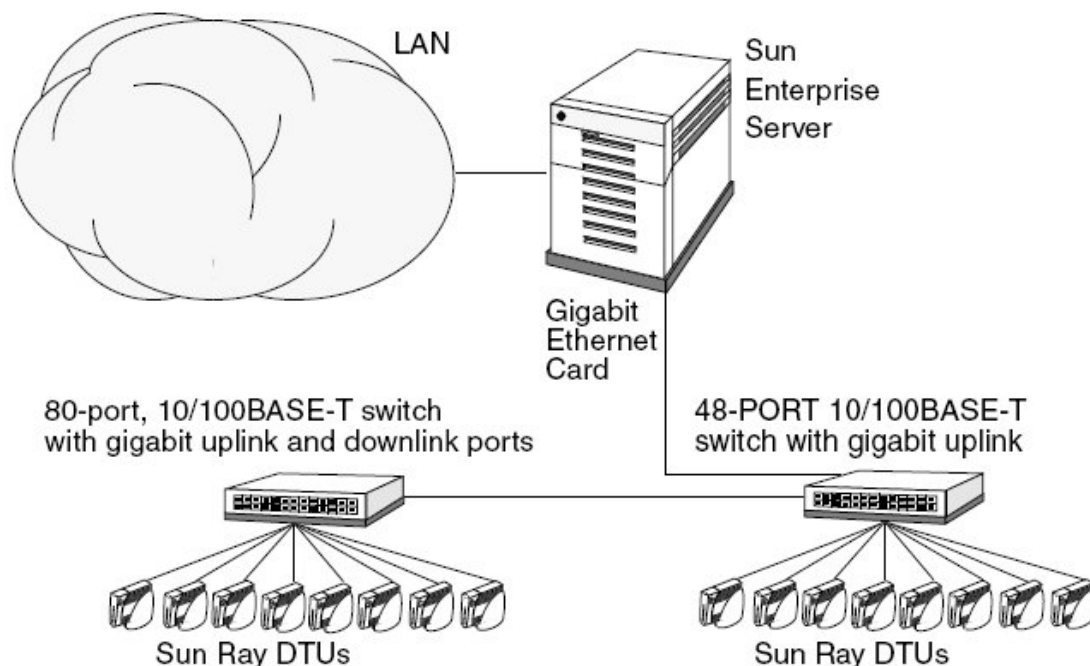 LAN
Sun
Enterprise
Server
Gigabit
Ethernet
Card
80-port, 10/100BASE-T switch
with gigabit uplink and downlink ports
48-PORT 10/100BASE-T
switch with gigabit uplink
Sun Ray DTUs
Sun Ray DTUs